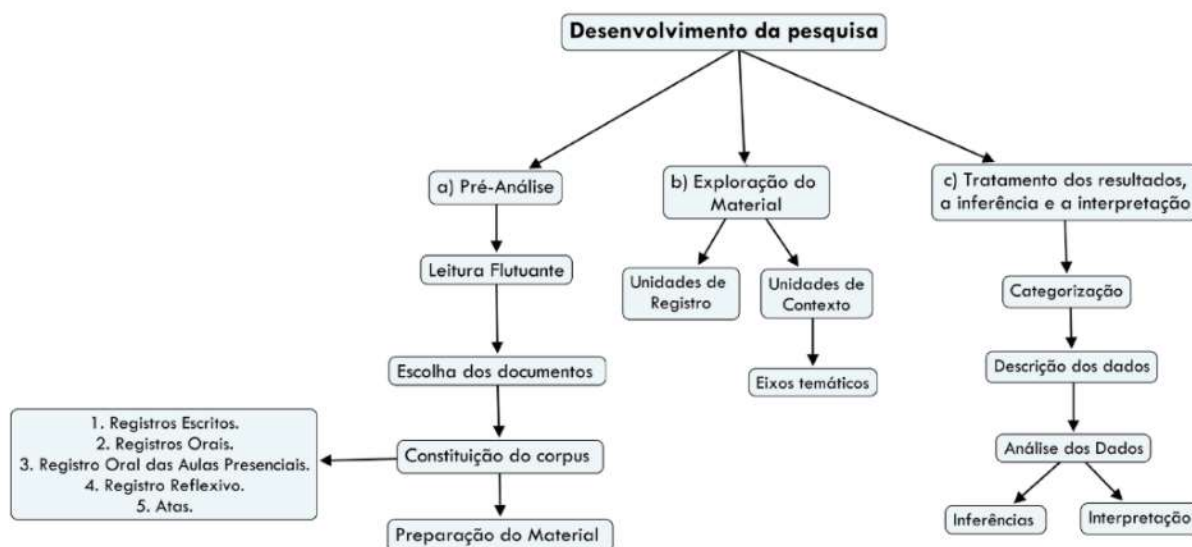 Desenvolvimento da pesquisa
a) Pré-Análise
Leitura Flutuante
Escolha dos documentos
Constituição do corpus
1. Registros Escritos.
2. Registros Orais.
3. Registro Oral das Aulas Presenciais.
4. Registro Reflexivo.
5. Atas.
Preparação do Material
b) Exploração do
Material
Unidades de
Registro
Unidades de
Contexto
Eixos temáticos
c) Tratamento dos resultados,
a inferência e a interpretação
Categorização
Descrição dos dados
Análise dos Dados
Inferências
Interpretação